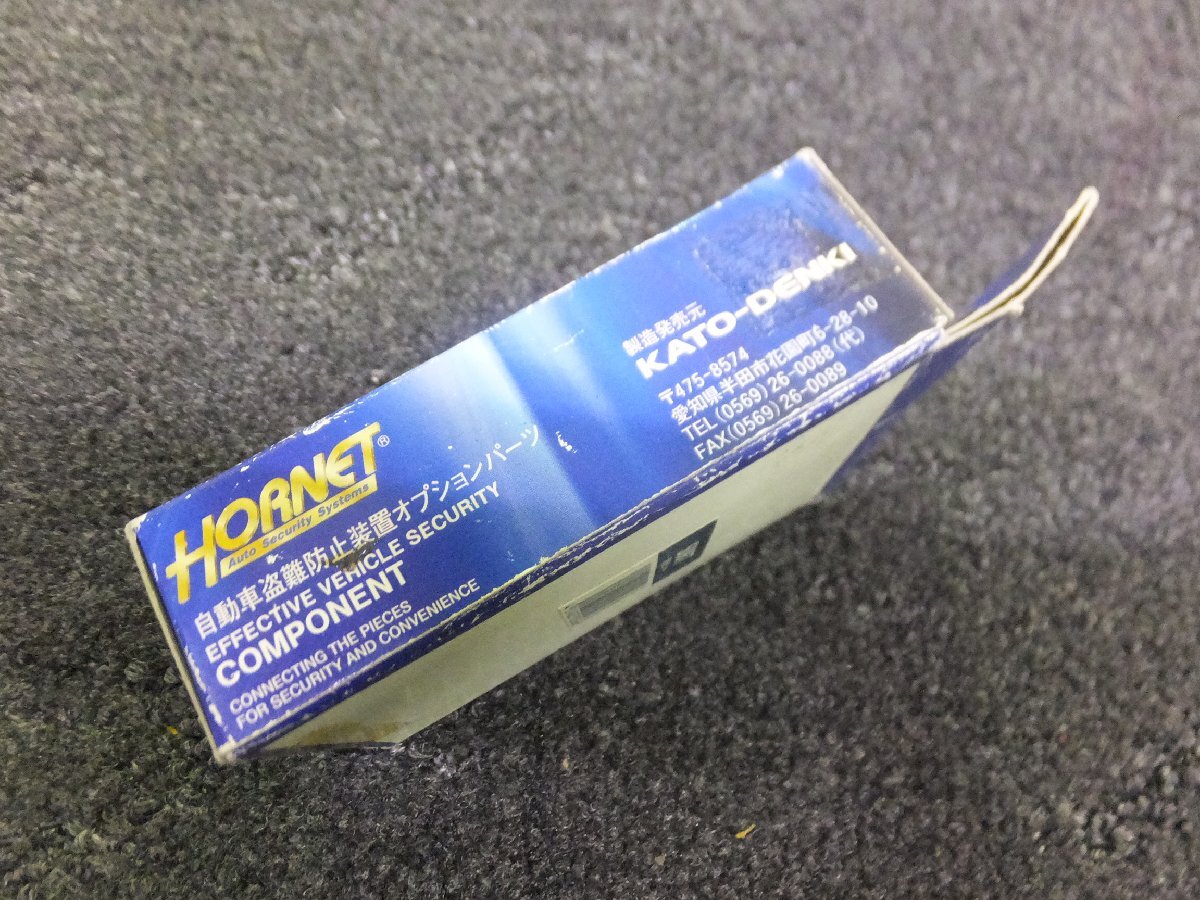 HORNET®
Auto Security Systems
自動車盗難防止装置オプションパーツ
EFFECTIVE VEHICLE SECURITY
COMPONENT
CONNECTING THE PIECES
FOR SECURITY AND CONVENIENCE
製造発売元
KATO-DENKI
〒475-8574
愛知県半田市花園町6-28-10
TEL(0569)26-0088(代)
FAX(0569)26-0089